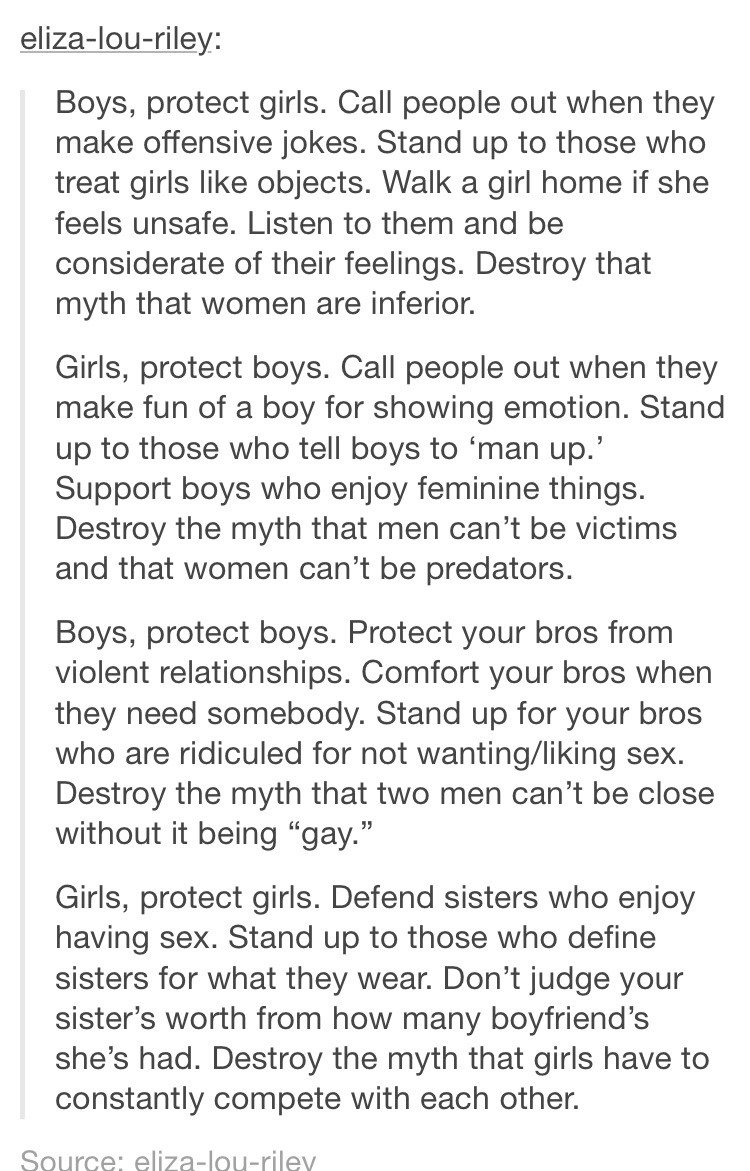 eliza-lou-riley:
Boys, protect girls. Call people out when they
make offensive jokes. Stand up to those who
treat girls like objects. Walk a girl home if she
feels unsafe. Listen to them and be
considerate of their feelings. Destroy that
myth that women are inferior.
Girls, protect boys. Call people out when they
make fun of a boy for showing emotion. Stand
up to those who tell boys to ‘man up.’
Support boys who enjoy feminine things.
Destroy the myth that men can’t be victims
and that women can’t be predators.
Boys, protect boys. Protect your bros from
violent relationships. Comfort your bros when
they need somebody. Stand up for your bros
who are ridiculed for not wanting/liking sex.
Destroy the myth that two men can’t be close
without it being “gay.”
Girls, protect girls. Defend sisters who enjoy
having sex. Stand up to those who define
sisters for what they wear. Don’t judge your
sister’s worth from how many boyfriend’s
she’s had. Destroy the myth that girls have to
constantly compete with each other.
Source: eliza-lou-riley